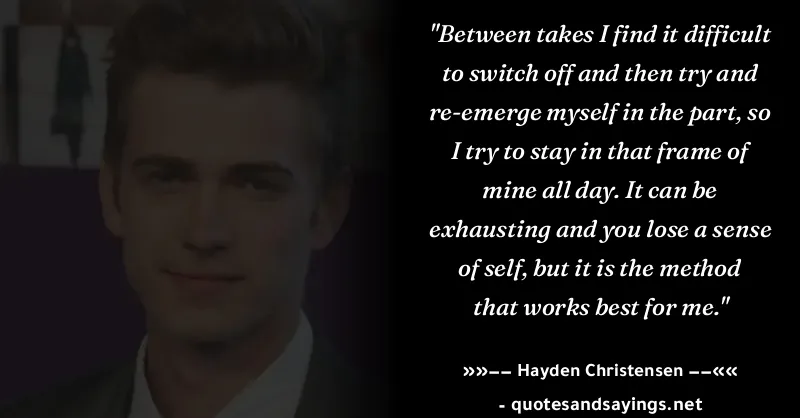 "Between takes I find it difficult
to switch off and then try and
re-emerge myself in the part, so
I try to stay in that frame of
mine all day. It can be
exhausting and you lose a sense
of self, but it is the method
that works best for me."
»»−− Hayden Christensen −−««
- quotesandsayings.net